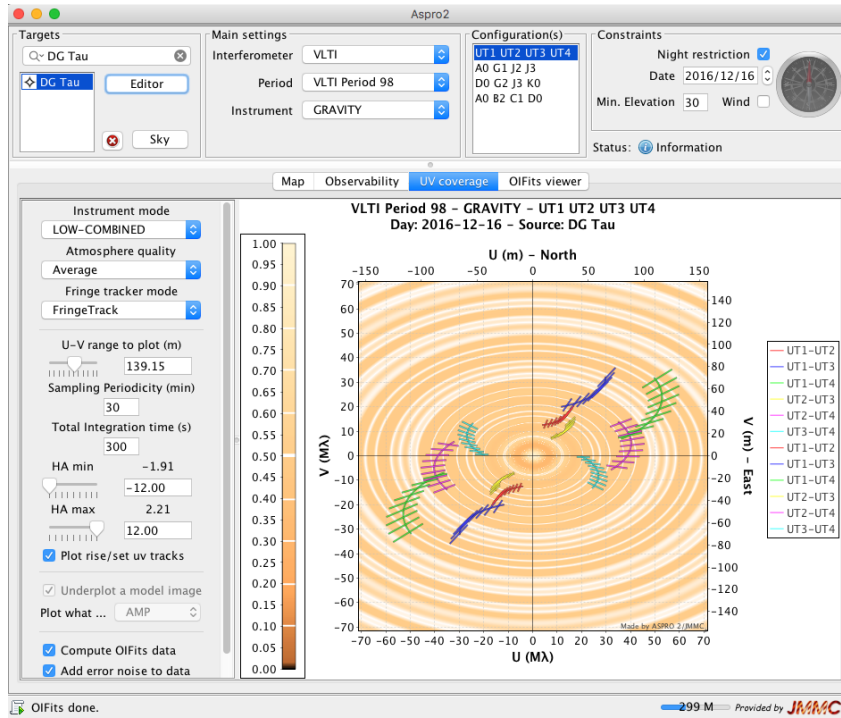 Aspro2
Targets
DG Tau
DG Tau
Editor
Sky
Main settings
Interferometer VLTI
Period VLTI Period 98
Instrument GRAVITY
Configuration(s)
UT1 UT2 UT3 UT4
A0 G1 J2 J3
D0 G2 J3 K0
A0 B2 C1 D0
Constraints
Night restriction
Date 2016/12/16
Min. Elevation 30 Wind
Status: Information
Map Observability UV coverage OIFits viewer
Instrument mode
LOW-COMBINED
Atmosphere quality
Average
Fringe tracker mode
FringeTrack
U-V range to plot (m)
139.15
Sampling Periodicity (min)
30
Total Integration time (s)
300
HA min -1.91
-12.00
HA max 2.21
12.00
Plot rise/set uv tracks
Underplot a model image
Plot what ... AMP
Compute OIFits data
Add error noise to data
1.00
0.95
0.90
0.85
0.80
0.75
0.70
0.65
0.60
0.55
0.50
0.45
0.40
0.35
0.30
0.25
0.20
0.15
0.10
0.05
0.00
VLTI Period 98 - GRAVITY - UT1 UT2 UT3 UT4
Day: 2016-12-16 - Source: DG Tau
U (m) - North
-150 -100 -50 0 50 100 150
70
60
50
40
30
20
10
0
-10
-20
-30
-40
-50
-60
-70
V (Mλ)
140
120
100
80
60
40
20
0
-20
-40
-60
-80
-100
-120
-140
V (m) - East
Made by ASPRO 2/JMMC
-70 -60 -50 -40 -30 -20 -10 0 10 20 30 40 50 60 70
U (Mλ)
UT1-UT2
UT1-UT3
UT1-UT4
UT2-UT3
UT2-UT4
UT3-UT4
UT1-UT2
UT1-UT3
UT1-UT4
UT2-UT3
UT2-UT4
UT3-UT4
OIFits done.
299 M
Provided by JMMC